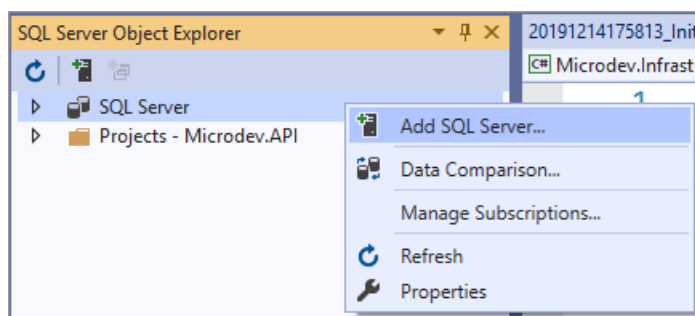 SQL Server Object Explorer
20191214175813_Init
C# Microdev.Infrast
1
SQL Server
Projects - Microdev.API
Add SQL Server...
Data Comparison...
Manage Subscriptions...
Refresh
Properties